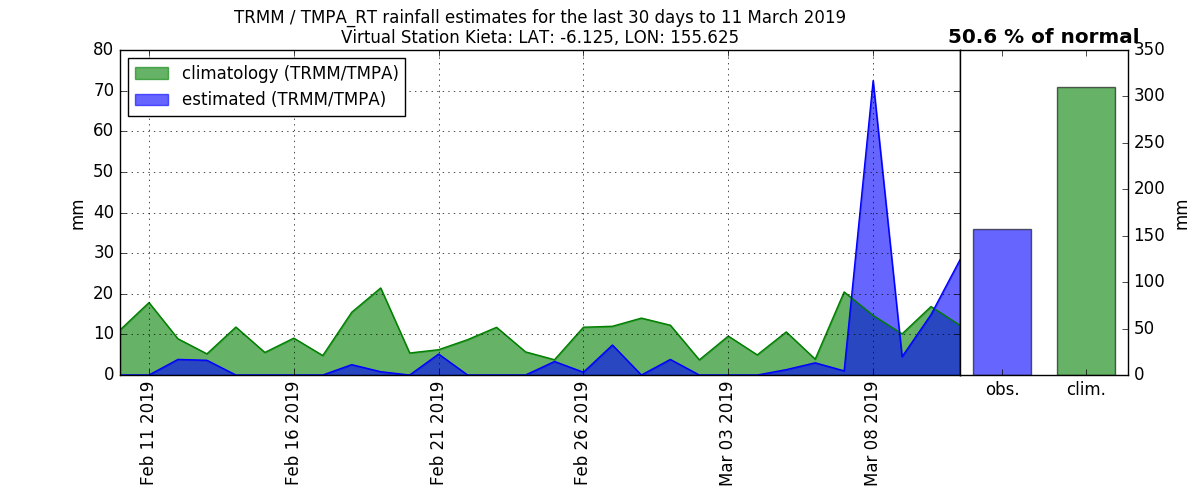 TRMM / TMPA_RT rainfall estimates for the last 30 days to 11 March 2019
Virtual Station Kieta: LAT: -6.125, LON: 155.625
50.6 % of normal
climatology (TRMM/TMPA)
estimated (TRMM/TMPA)
mm
80
70
60
50
40
30
20
10
0
Feb 11 2019
Feb 16 2019
Feb 21 2019
Feb 26 2019
Mar 03 2019
Mar 08 2019
obs.
clim.
350
300
250
200
150
100
50
0
mm